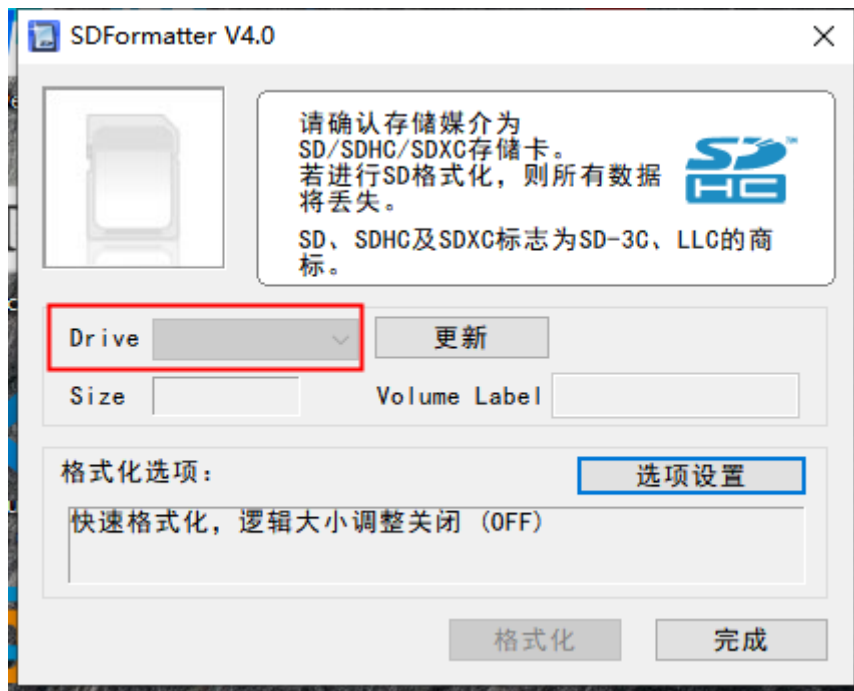 SDFormatter V4.0
请确认存储媒介为
SD/SDHC/SDXC存储卡。
若进行SD格式化，则所有数据
将丢失。
SD、SDHC及SDXC标志为SD-3C、LLC的商
标。
SD
HC
TM
Drive
更新
Size
Volume Label
格式化选项：
选项设置
快速格式化，逻辑大小调整关闭 (OFF)
格式化
完成